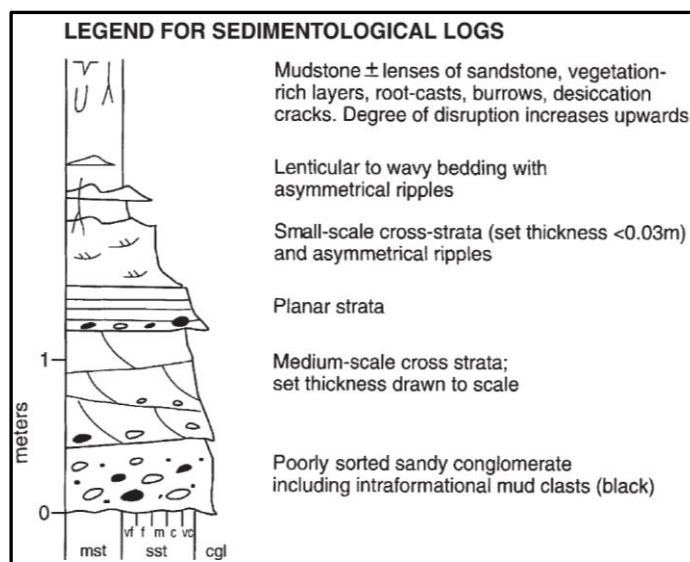 LEGEND FOR SEDIMENTOLOGICAL LOGS
Mudstone ± lenses of sandstone, vegetation-
rich layers, root-casts, burrows, desiccation
cracks. Degree of disruption increases upwards
Lenticular to wavy bedding with
asymmetrical ripples
Small-scale cross-strata (set thickness <0.03m)
and asymmetrical ripples
Planar strata
1
Medium-scale cross strata;
set thickness drawn to scale
meters
Poorly sorted sandy conglomerate
including intraformational mud clasts (black)
0
vf f m c vc
mst sst cgl